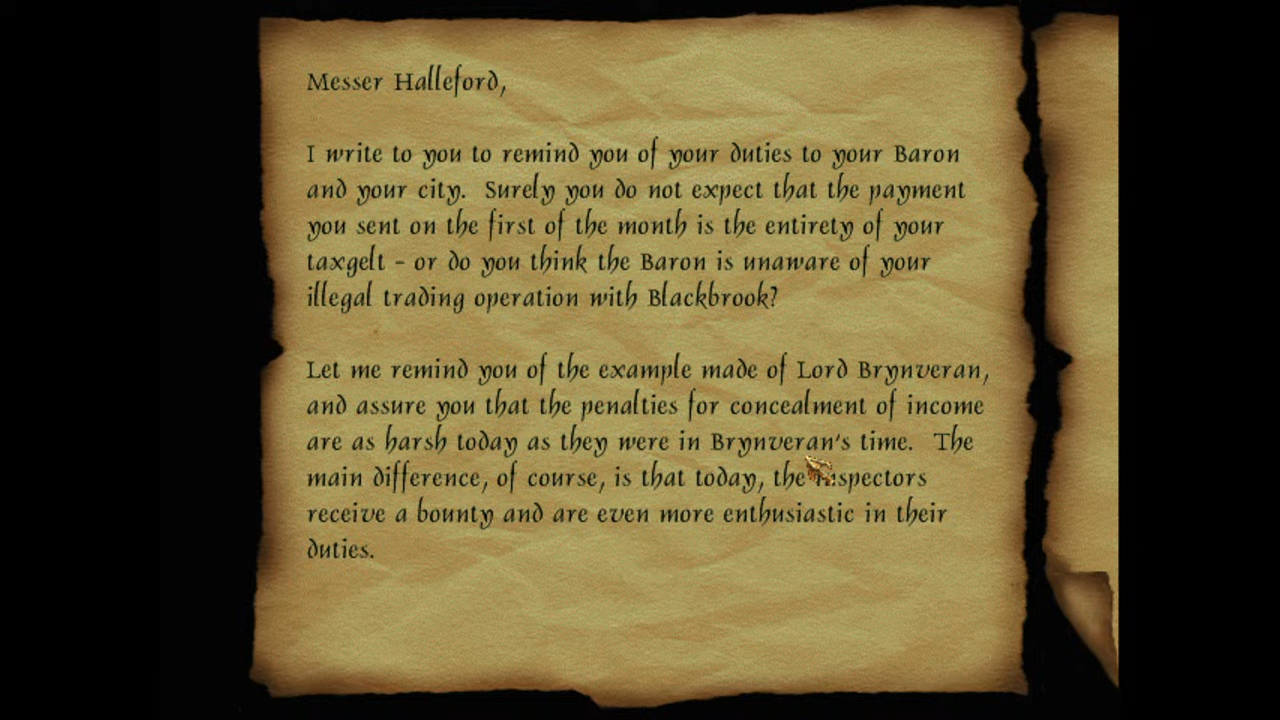 Messer Halleford,
I write to you to remind you of your duties to your Baron
and your city.  Surely you do not expect that the payment
you sent on the first of the month is the entirety of your
taxgelt - or do you think the Baron is unaware of your
illegal trading operation with Blackbrook?
Let me remind you of the example made of Lord Brynveran,
and assure you that the penalties for concealment of income
are as harsh today as they were in Brynveran's time.  The
main difference, of course, is that today, the inspectors
receive a bounty and are even more enthusiastic in their
duties.